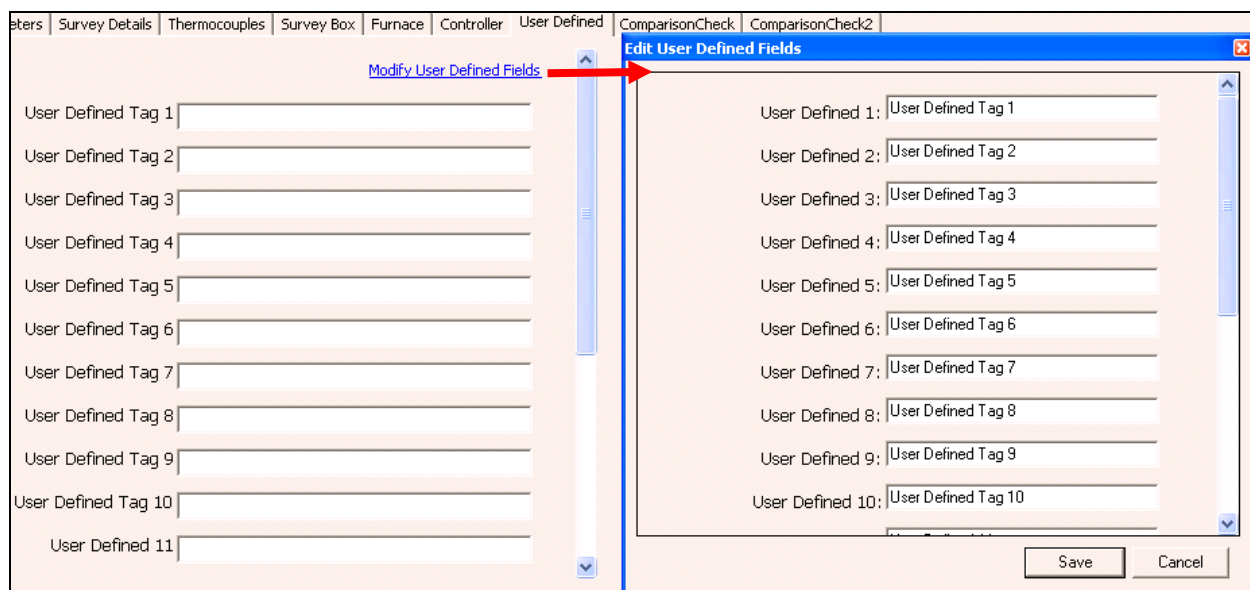 eters Survey Details Thermocouples Survey Box Furnace Controller User Defined ComparisonCheck ComparisonCheck2
Modify User Defined Fields
User Defined Tag 1
User Defined Tag 2
User Defined Tag 3
User Defined Tag 4
User Defined Tag 5
User Defined Tag 6
User Defined Tag 7
User Defined Tag 8
User Defined Tag 9
User Defined Tag 10
User Defined 11
Edit User Defined Fields
User Defined 1: User Defined Tag 1
User Defined 2: User Defined Tag 2
User Defined 3: User Defined Tag 3
User Defined 4: User Defined Tag 4
User Defined 5: User Defined Tag 5
User Defined 6: User Defined Tag 6
User Defined 7: User Defined Tag 7
User Defined 8: User Defined Tag 8
User Defined 9: User Defined Tag 9
User Defined 10: User Defined Tag 10
Save Cancel